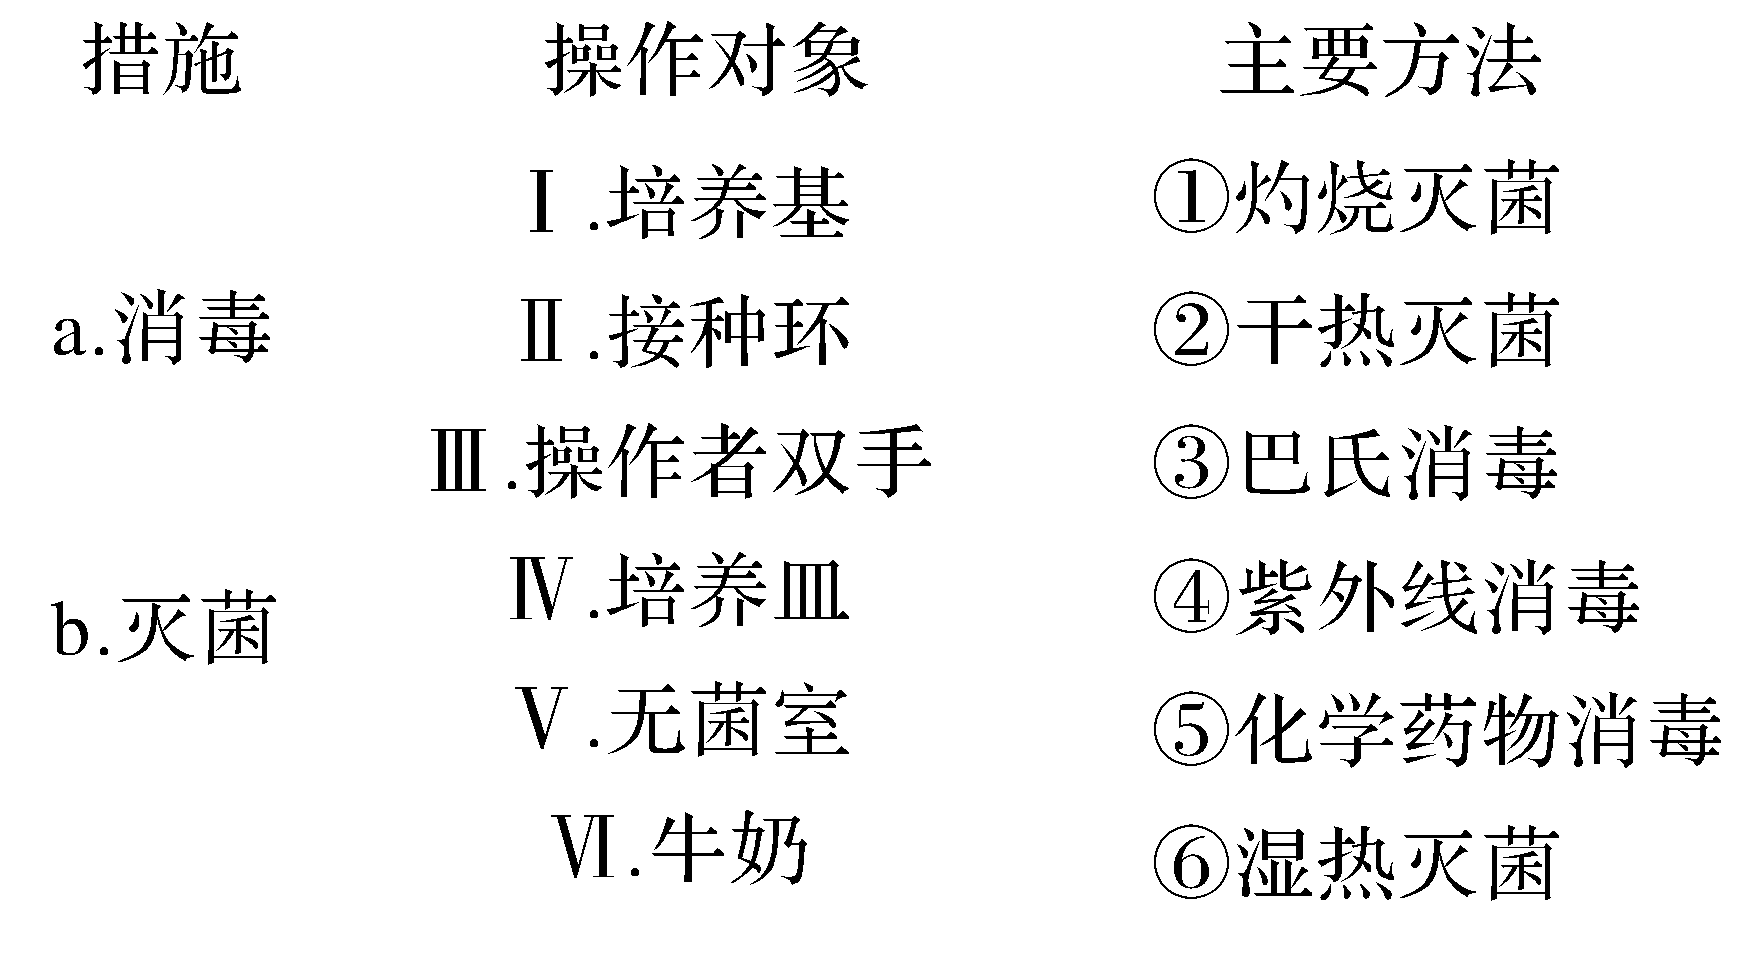 措施 操作对象 主要方法
Ⅰ.培养基 ①灼烧灭菌
a.消毒 Ⅱ.接种环 ②干热灭菌
Ⅲ.操作者双手 ③巴氏消毒
b.灭菌 Ⅳ.培养皿 ④紫外线消毒
Ⅴ.无菌室 ⑤化学药物消毒
Ⅵ.牛奶 ⑥湿热灭菌